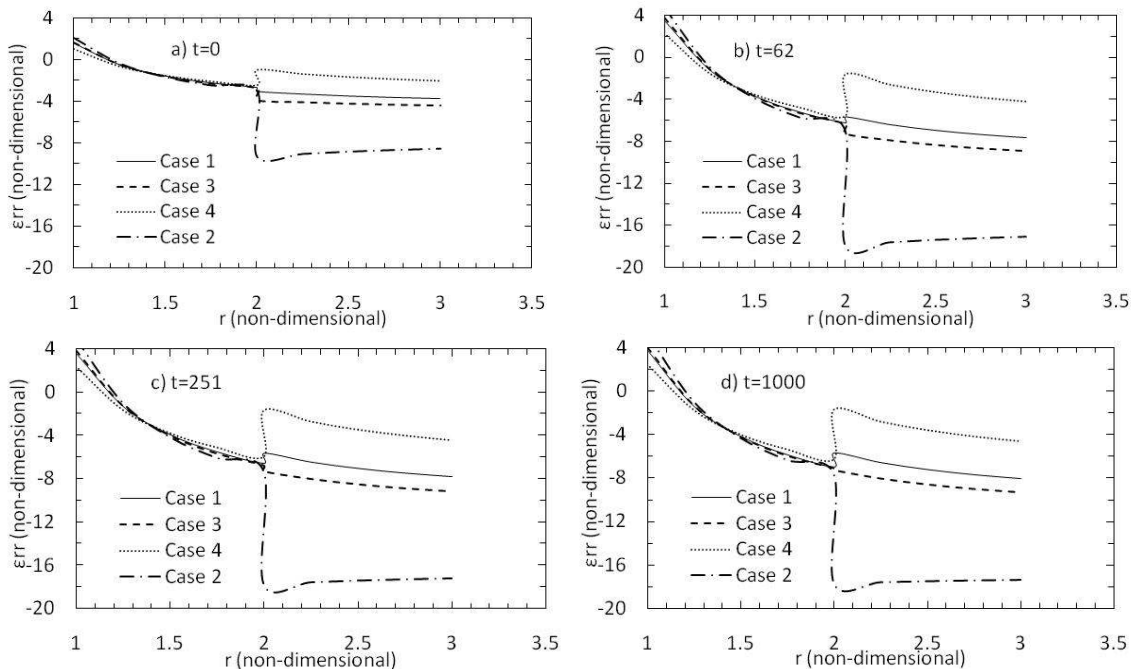 4
0
-4
-8
-12
-16
-20
εrr (non-dimensional)
a) t=0
Case 1
Case 3
Case 4
Case 2
1
1.5
2
2.5
3
3.5
r (non-dimensional)
4
0
-4
-8
-12
-16
-20
εrr (non-dimensional)
b) t=62
Case 1
Case 3
Case 4
Case 2
1
1.5
2
2.5
3
3.5
r (non-dimensional)
4
0
-4
-8
-12
-16
-20
εrr (non-dimensional)
c) t=251
Case 1
Case 3
Case 4
Case 2
1
1.5
2
2.5
3
3.5
r (non-dimensional)
4
0
-4
-8
-12
-16
-20
εrr (non-dimensional)
d) t=1000
Case 1
Case 3
Case 4
Case 2
1
1.5
2
2.5
3
3.5
r (non-dimensional)